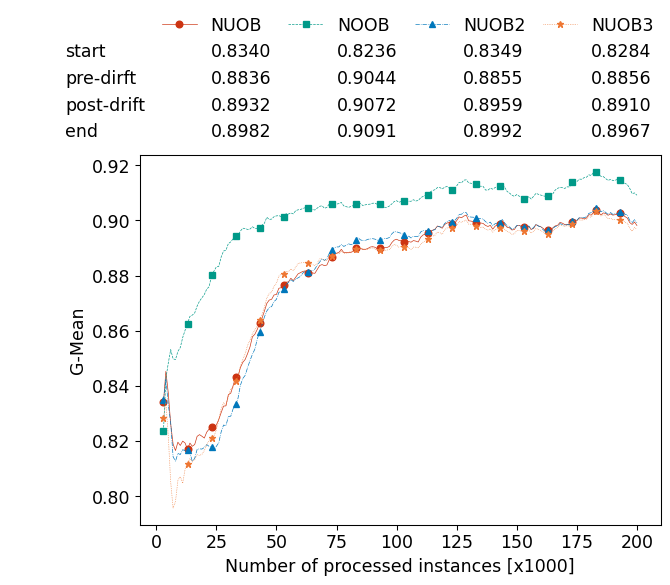 NUOB NOOB NUOB2 NUOB3
start 0.8340 0.8236 0.8349 0.8284
pre-dirft 0.8836 0.9044 0.8855 0.8856
post-drift 0.8932 0.9072 0.8959 0.8910
end 0.8982 0.9091 0.8992 0.8967
0.92
0.90
0.88
0.86
0.84
0.82
0.80
G-Mean
0 25 50 75 100 125 150 175 200
Number of processed instances [x1000]